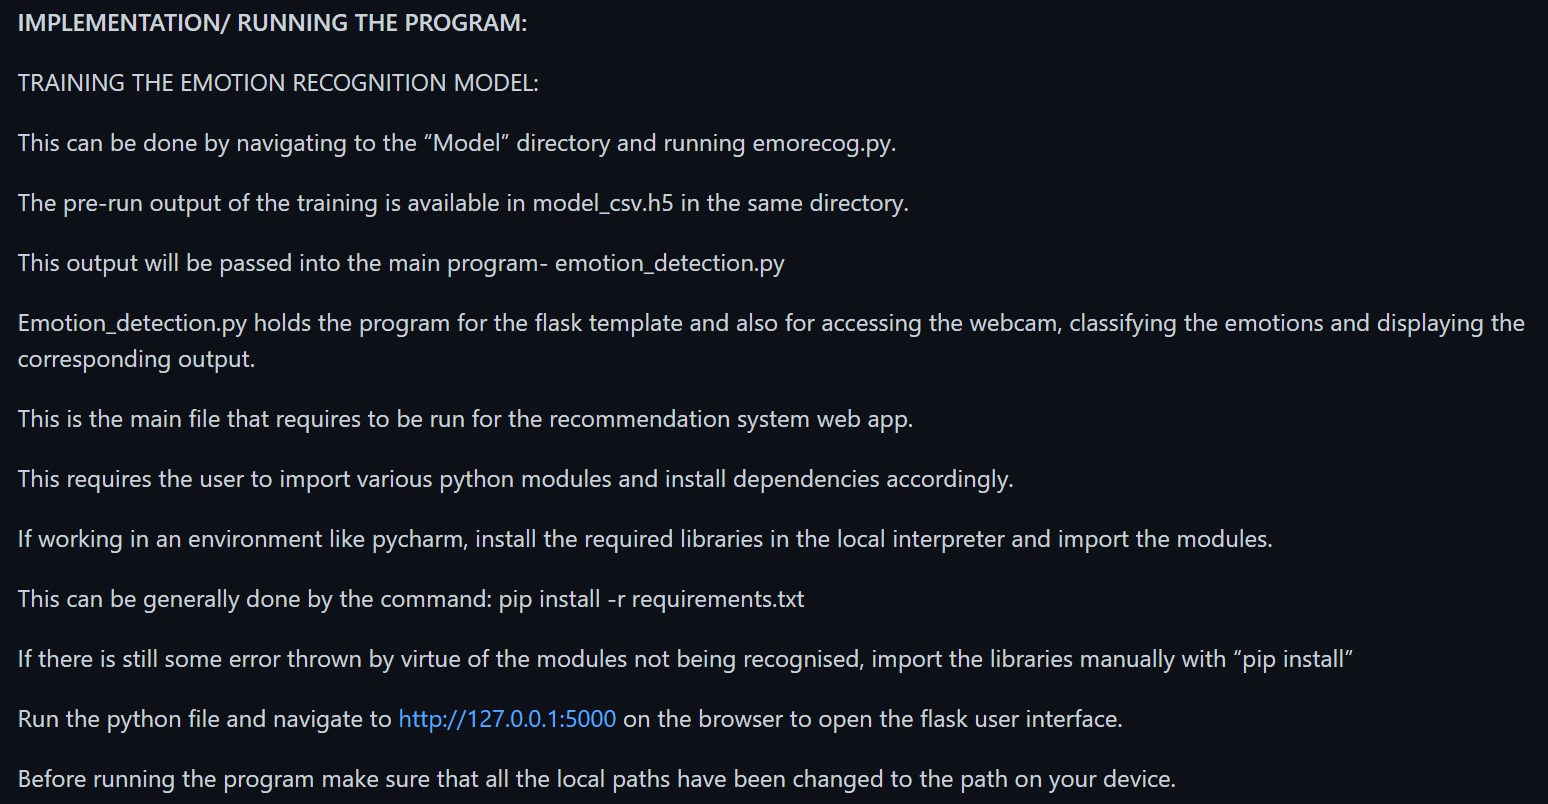 IMPLEMENTATION/ RUNNING THE PROGRAM:
TRAINING THE EMOTION RECOGNITION MODEL:
This can be done by navigating to the “Model” directory and running emorecog.py.
The pre-run output of the training is available in model_csv.h5 in the same directory.
This output will be passed into the main program- emotion_detection.py
Emotion_detection.py holds the program for the flask template and also for accessing the webcam, classifying the emotions and displaying the
corresponding output.
This is the main file that requires to be run for the recommendation system web app.
This requires the user to import various python modules and install dependencies accordingly.
If working in an environment like pycharm, install the required libraries in the local interpreter and import the modules.
This can be generally done by the command: pip install -r requirements.txt
If there is still some error thrown by virtue of the modules not being recognised, import the libraries manually with “pip install”
Run the python file and navigate to http://127.0.0.1:5000 on the browser to open the flask user interface.
Before running the program make sure that all the local paths have been changed to the path on your device.